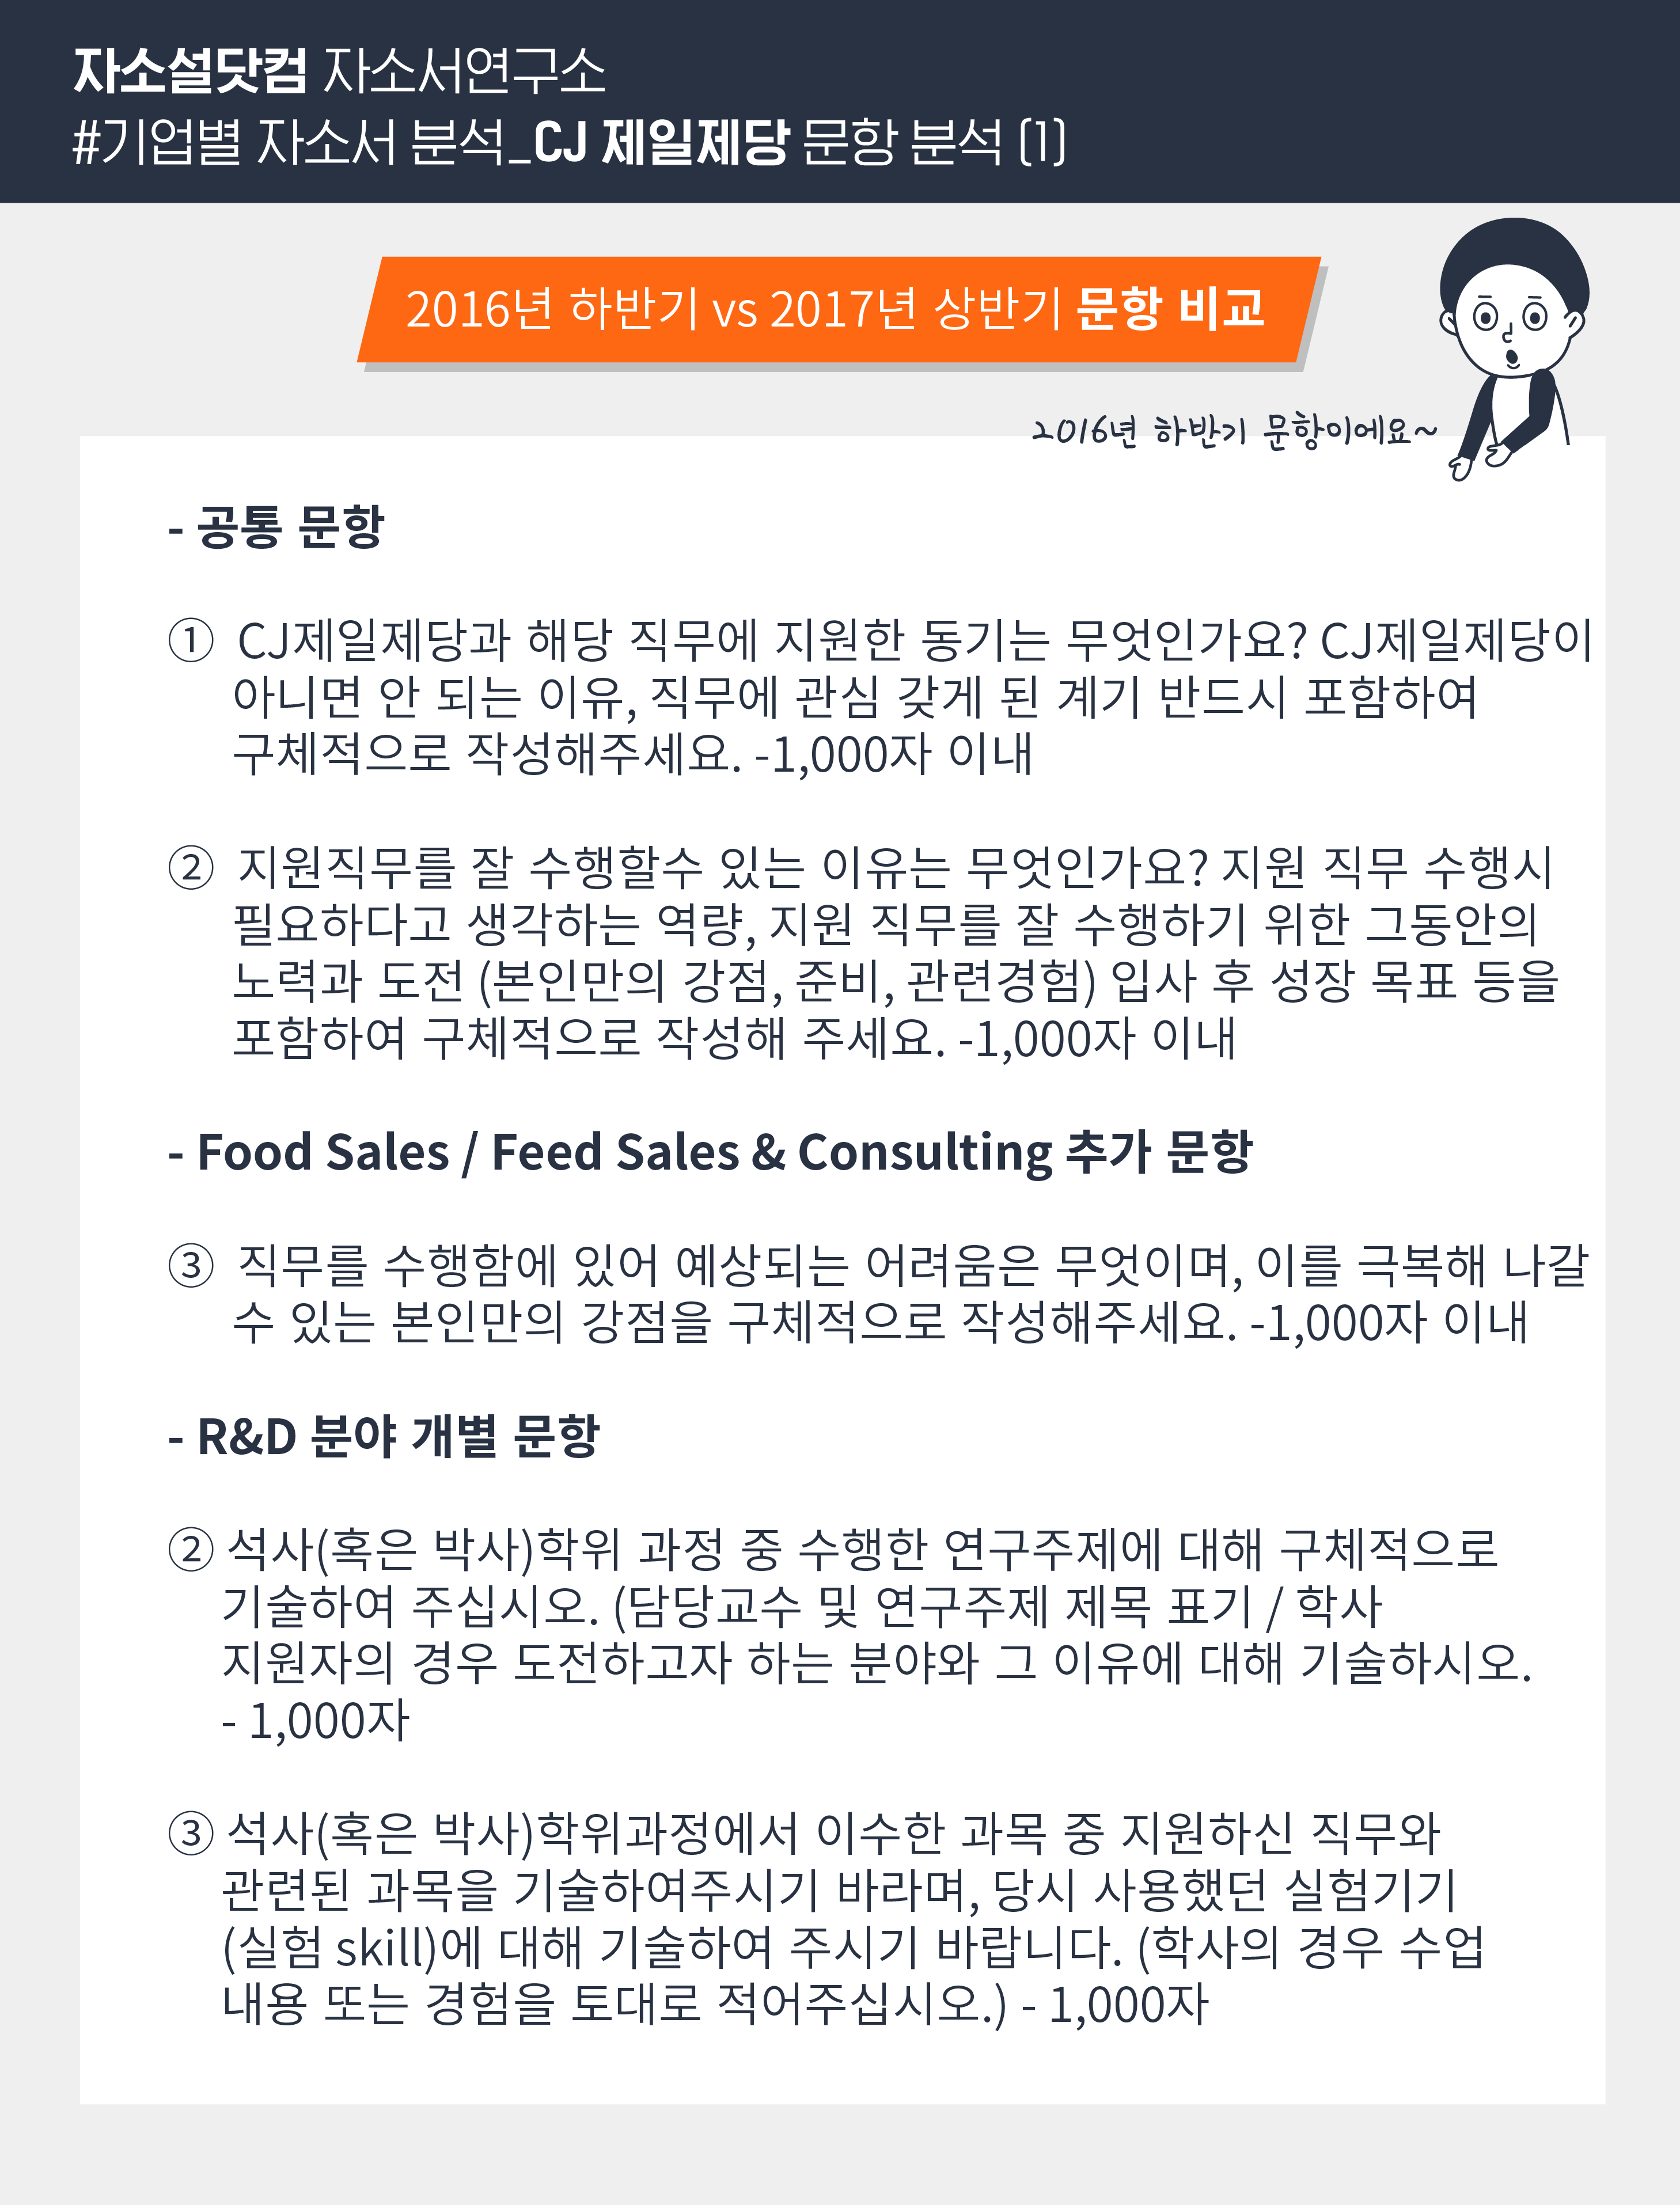 자소설닷컴 자소서연구소
#기업별 자소서 분석_CJ 제일제당 문항 분석 (1)
2016년 하반기 vs 2017년 상반기 문항 비교
2016년 하반기 문항이에요~
- 공통 문항
① CJ제일제당과 해당 직무에 지원한 동기는 무엇인가요? CJ제일제당이
아니면 안 되는 이유, 직무에 관심 갖게 된 계기 반드시 포함하여
구체적으로 작성해주세요. -1,000자 이내
② 지원직무를 잘 수행할수 있는 이유는 무엇인가요? 지원 직무 수행시
필요하다고 생각하는 역량, 지원 직무를 잘 수행하기 위한 그동안의
노력과 도전 (본인만의 강점, 준비, 관련경험) 입사 후 성장 목표 등을
포함하여 구체적으로 작성해 주세요. -1,000자 이내
- Food Sales / Feed Sales & Consulting 추가 문항
③ 직무를 수행함에 있어 예상되는 어려움은 무엇이며, 이를 극복해 나갈
수 있는 본인만의 강점을 구체적으로 작성해주세요. -1,000자 이내
- R&D 분야 개별 문항
② 석사(혹은 박사)학위 과정 중 수행한 연구주제에 대해 구체적으로
기술하여 주십시오. (담당교수 및 연구주제 제목 표기 / 학사
지원자의 경우 도전하고자 하는 분야와 그 이유에 대해 기술하시오.
- 1,000자
③ 석사(혹은 박사)학위과정에서 이수한 과목 중 지원하신 직무와
관련된 과목을 기술하여주시기 바라며, 당시 사용했던 실험기기
(실험 skill)에 대해 기술하여 주시기 바랍니다. (학사의 경우 수업
내용 또는 경험을 토대로 적어주십시오.) - 1,000자